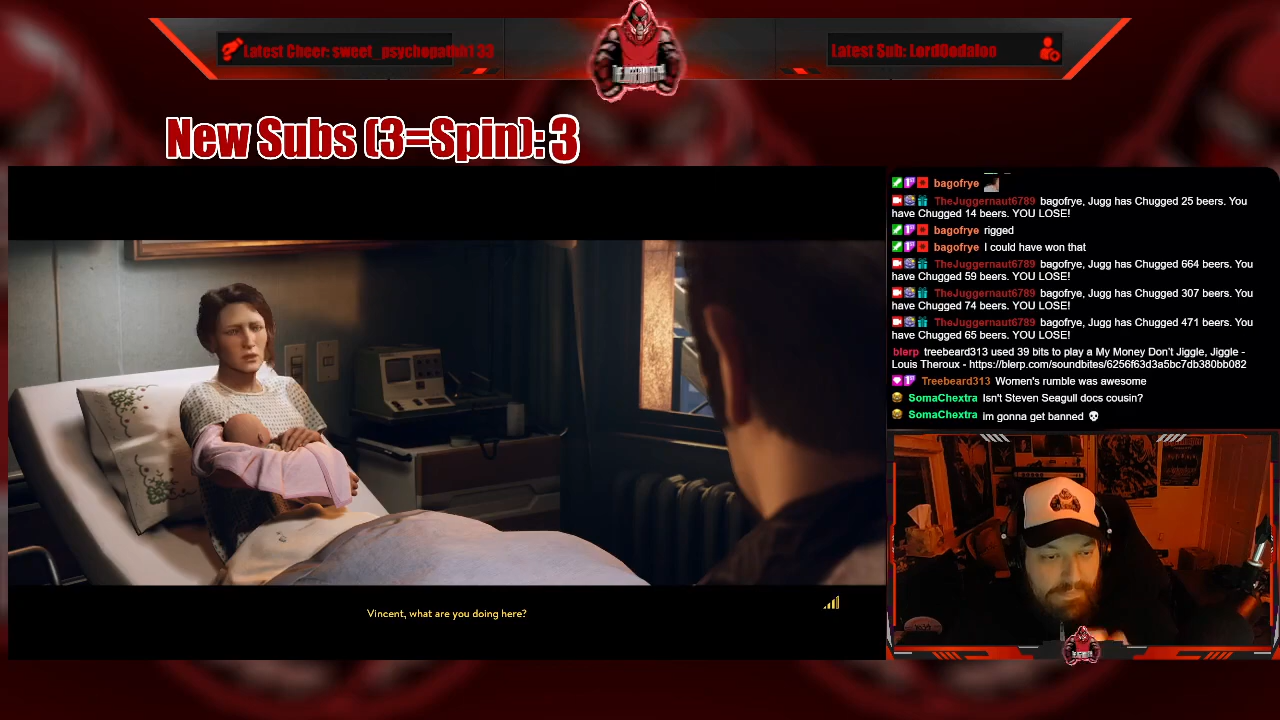 Latest Cheer: sweet_psychopathh133
Latest Sub: LordOodaloo
New Subs (3=Spin): 3
bagofrye
TheJuggernaut6789 bagofrye, Jugg has Chugged 25 beers. You
have Chugged 14 beers. YOU LOSE!
bagofrye rigged
bagofrye I could have won that
TheJuggernaut6789 bagofrye, Jugg has Chugged 664 beers. You
have Chugged 59 beers. YOU LOSE!
TheJuggernaut6789 bagofrye, Jugg has Chugged 307 beers. You
have Chugged 74 beers. YOU LOSE!
TheJuggernaut6789 bagofrye, Jugg has Chugged 471 beers. You
have Chugged 65 beers. YOU LOSE!
blerp treebeard313 used 39 bits to play a My Money Don't Jiggle, Jiggle -
Louis Theroux - https://blerp.com/soundbites/6256f63d3a5bc7db380bb082
Treebeard313 Women's rumble was awesome
SomaChextra Isn't Steven Seagull docs cousin?
SomaChextra im gonna get banned 💀
Vincent, what are you doing here?